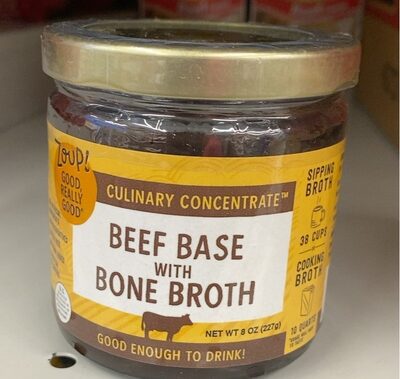 Zoup!
GOOD,
REALLY
GOOD
CULINARY CONCENTRATE™
BEEF BASE
WITH
BONE BROTH
NET WT 8 OZ (227g)
GOOD ENOUGH TO DRINK!
SIPPING
BROTH
38 CUPS
COOKING
BROTH
10 QUARTS